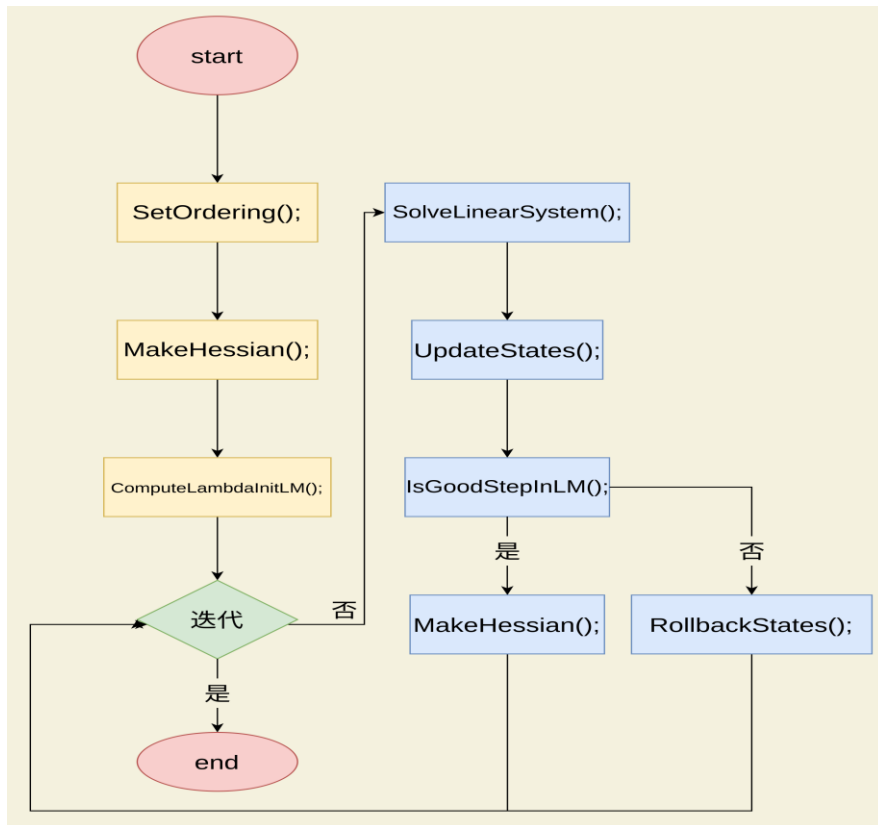 start
SetOrdering();
MakeHessian();
ComputeLambdaInitLM();
迭代
是
end
否
SolveLinearSystem();
UpdateStates();
IsGoodStepInLM();
是
否
MakeHessian();
RollbackStates();